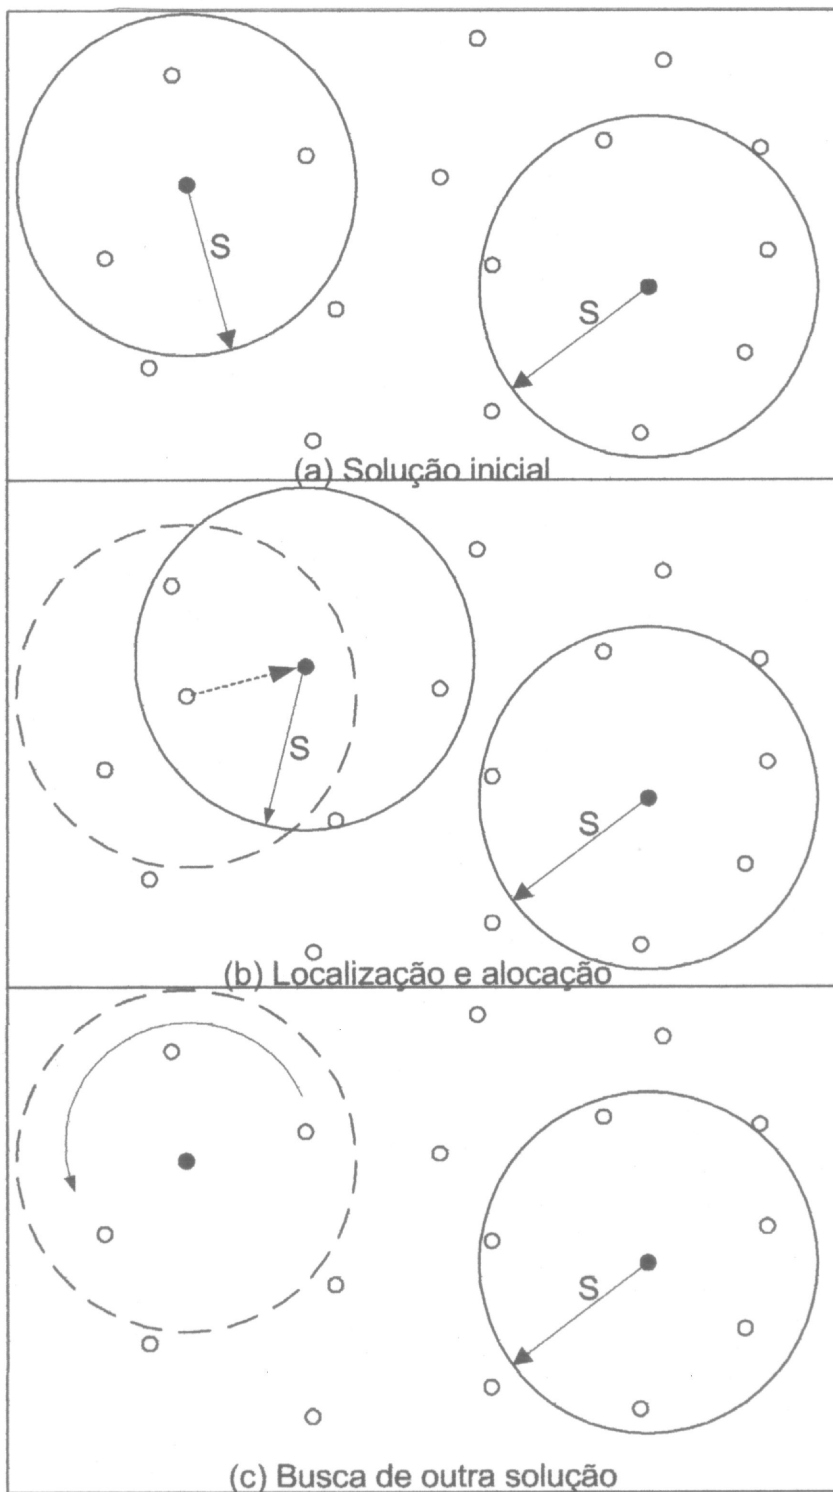 S
S
(a) Solução inicial
S
S
(b) Localização e alocação
S
(c) Busca de outra solução